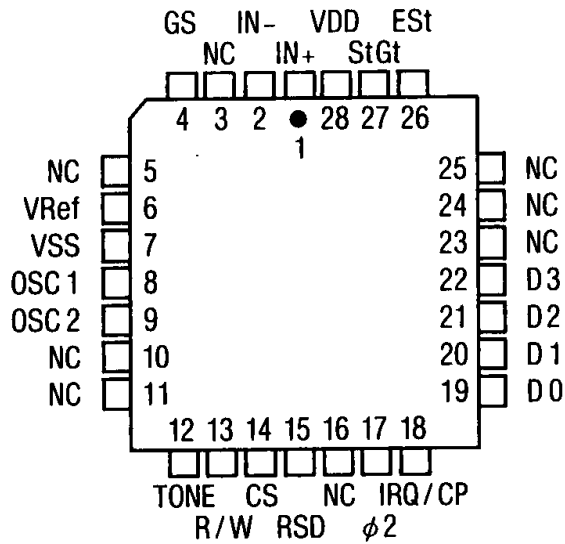 GS IN- VDD ESt
NC IN+ StGt
4 3 2 1 28 27 26
NC 5 25 NC
VRef 6 24 NC
VSS 7 23 NC
OSC 1 8 22 D3
OSC 2 9 21 D2
NC 10 20 D1
NC 11 19 D0
12 13 14 15 16 17 18
TONE CS NC IRQ/CP
R/W RSD ϕ2